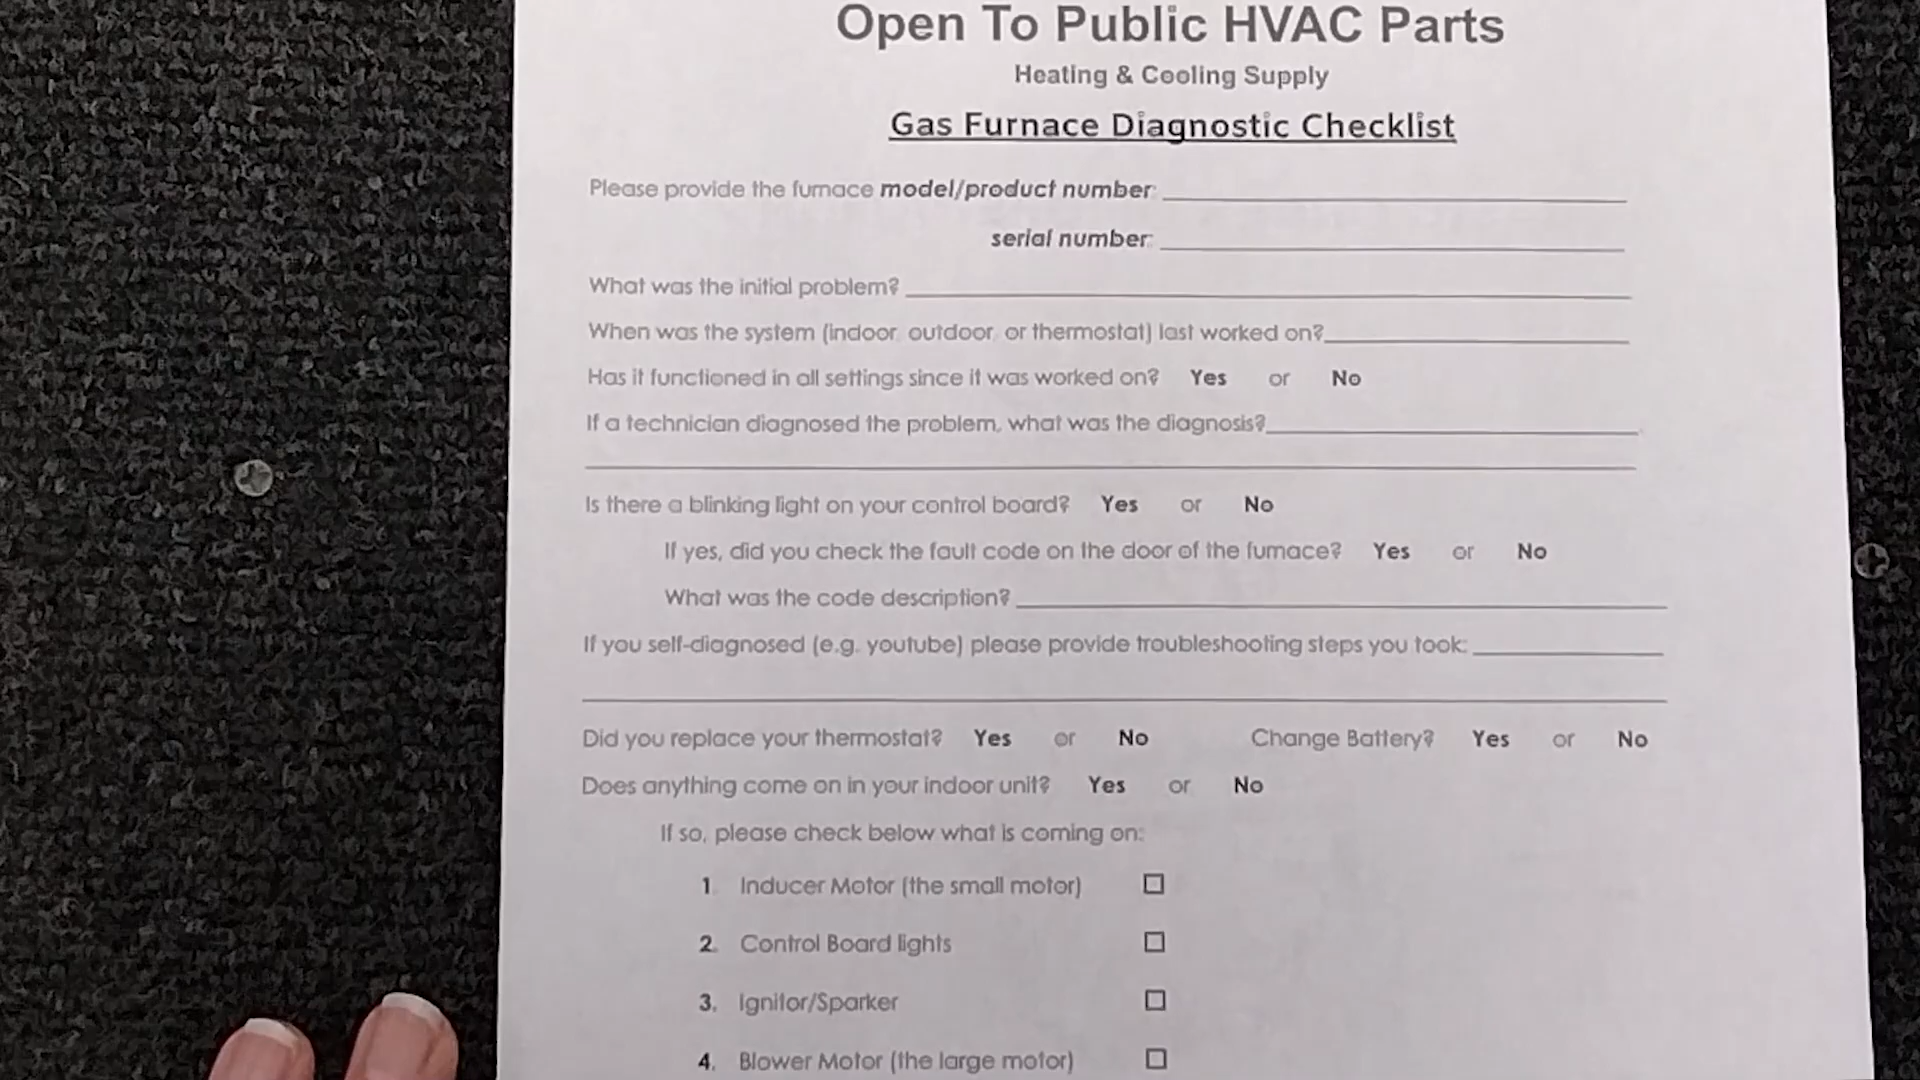 Open To Public HVAC Parts
Heating & Cooling Supply
Gas Furnace Diagnostic Checklist
Please provide the furnace model/product number:
serial number:
What was the initial problem?
When was the system (indoor, outdoor, or thermostat) last worked on?
Has it functioned in all settings since it was worked on? Yes or No
If a technician diagnosed the problem, what was the diagnosis?
Is there a blinking light on your control board? Yes or No
If yes, did you check the fault code on the door of the furnace? Yes or No
What was the code description?
If you self-diagnosed (e.g. youtube) please provide troubleshooting steps you took:
Did you replace your thermostat? Yes or No Change Battery? Yes or No
Does anything come on in your indoor unit? Yes or No
If so, please check below what is coming on:
1. Inducer Motor (the small motor) ☐
2. Control Board lights ☐
3. Ignitor/Sparker ☐
4. Blower Motor (the large motor) ☐